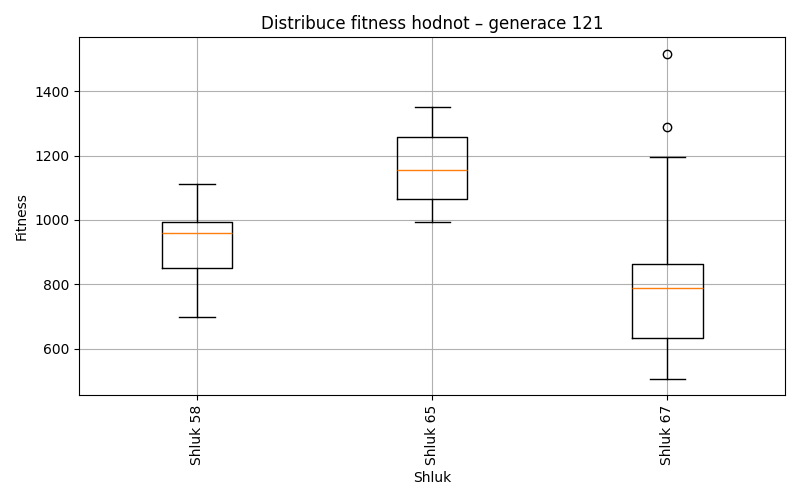 Distribuce fitness hodnot – generace 121
Fitness
1400
1200
1000
800
600
Shluk 58
Shluk 65
Shluk 67
Shluk